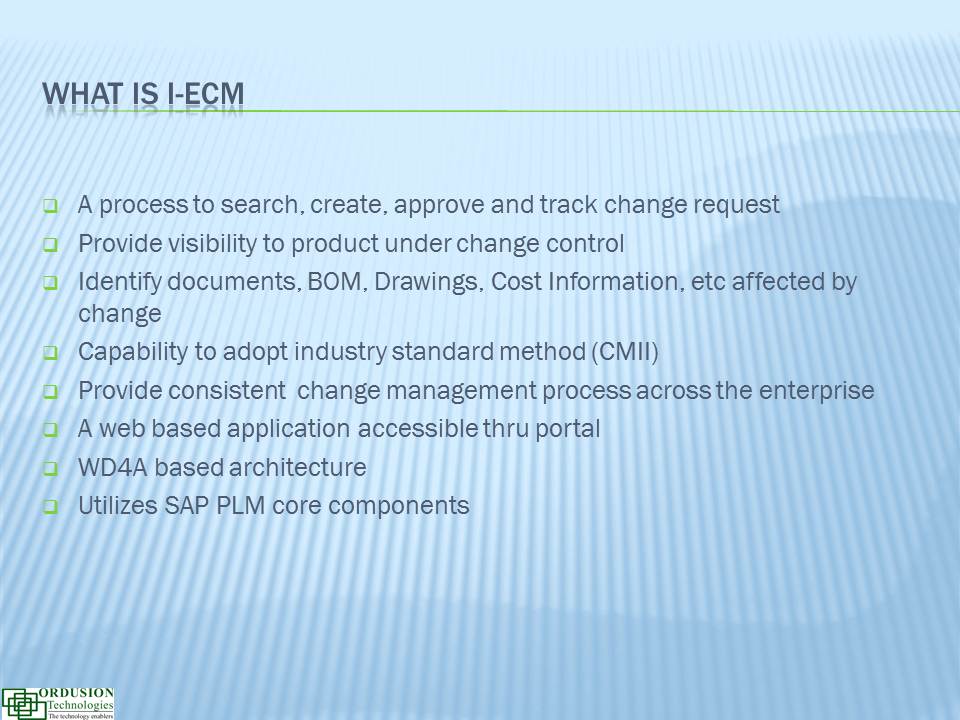 WHAT IS I-ECM
A process to search, create, approve and track change request
Provide visibility to product under change control
Identify documents, BOM, Drawings, Cost Information, etc affected by
change
Capability to adopt industry standard method (CMII)
Provide consistent  change management process across the enterprise
A web based application accessible thru portal
WD4A based architecture
Utilizes SAP PLM core components
ORDUSION
Technologies
The technology enablers